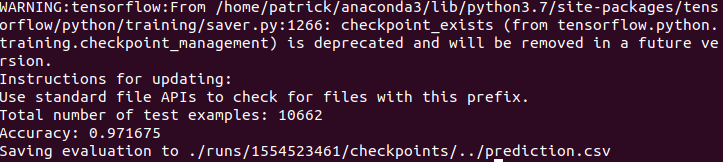 WARNING:tensorflow:From /home/patrick/anaconda3/lib/python3.7/site-packages/tens
orflow/python/training/saver.py:1266: checkpoint_exists (from tensorflow.python.
training.checkpoint_management) is deprecated and will be removed in a future ve
rsion.
Instructions for updating:
Use standard file APIs to check for files with this prefix.
Total number of test examples: 10662
Accuracy: 0.971675
Saving evaluation to ./runs/1554523461/checkpoints/../prediction.csv